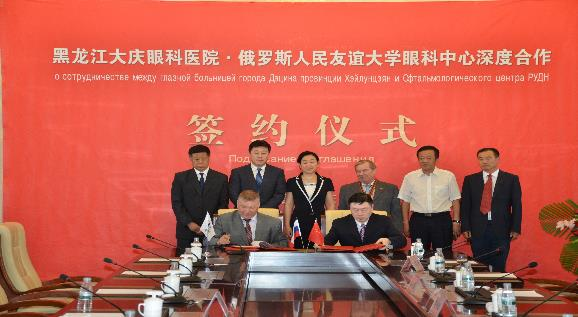 黑龙江大庆眼科医院·俄罗斯人民友谊大学眼科中心深度合作
о сотрудничестве между глазной больницей города Дацина провинции Хэйлунцзян и Офтальмологического центра РУДН
签约仪式
Подписание соглашения